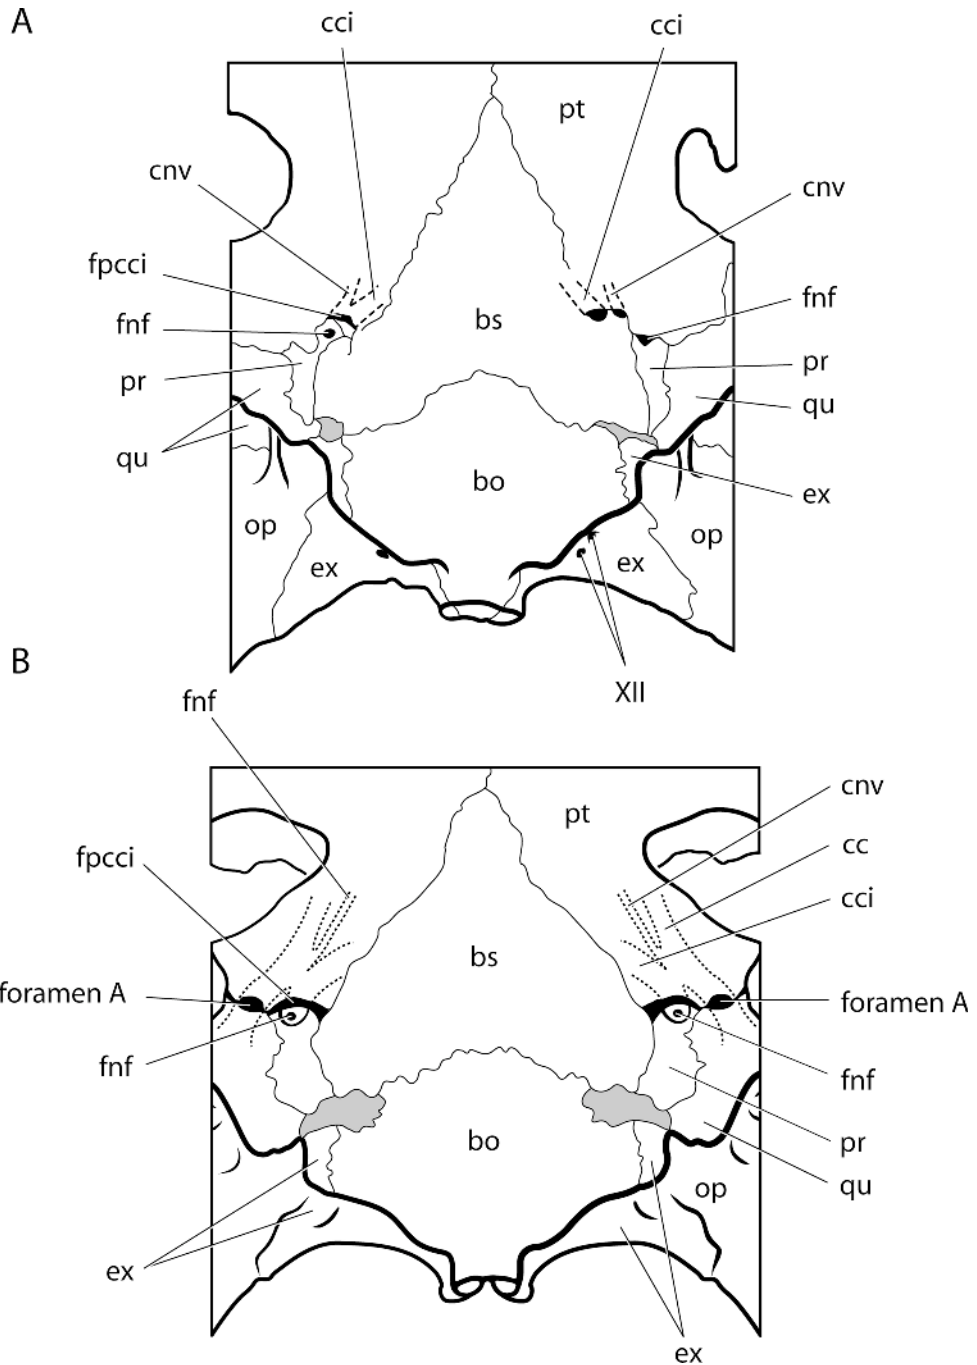 A
cci
cci
pt
cnv
cnv
fpcci
fnf
fnf
bs
pr
pr
qu
qu
bo
ex
op
op
ex
ex
XII
B
fnf
cnv
pt
cc
fpcci
cci
bs
foramen A
foramen A
fnf
fnf
bo
pr
qu
op
ex
ex